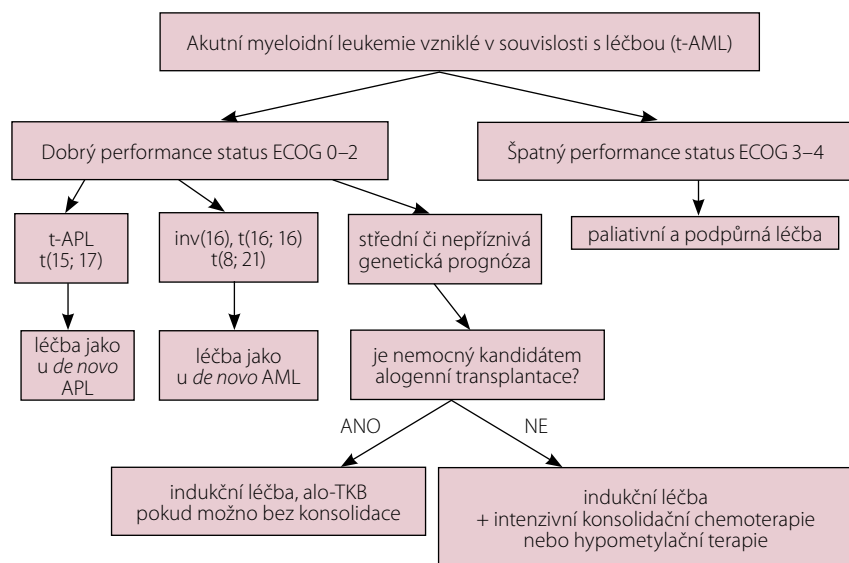 Akutní myeloidní leukemie vzniklé v souvislosti s léčbou (t-AML)
Dobrý performance status ECOG 0–2
Špatný performance status ECOG 3–4
t-APL
t(15; 17)
inv(16), t(16; 16)
t(8; 21)
střední či nepříznivá
genetická prognóza
paliativní a podpůrná léčba
léčba jako
u de novo
APL
léčba jako
u de novo AML
je nemocný kandidátem
alogenní transplantace?
ANO
NE
indukční léčba, alo-TKB
pokud možno bez konsolidace
indukční léčba
+ intenzivní konsolidační chemoterapie
nebo hypometylační terapie